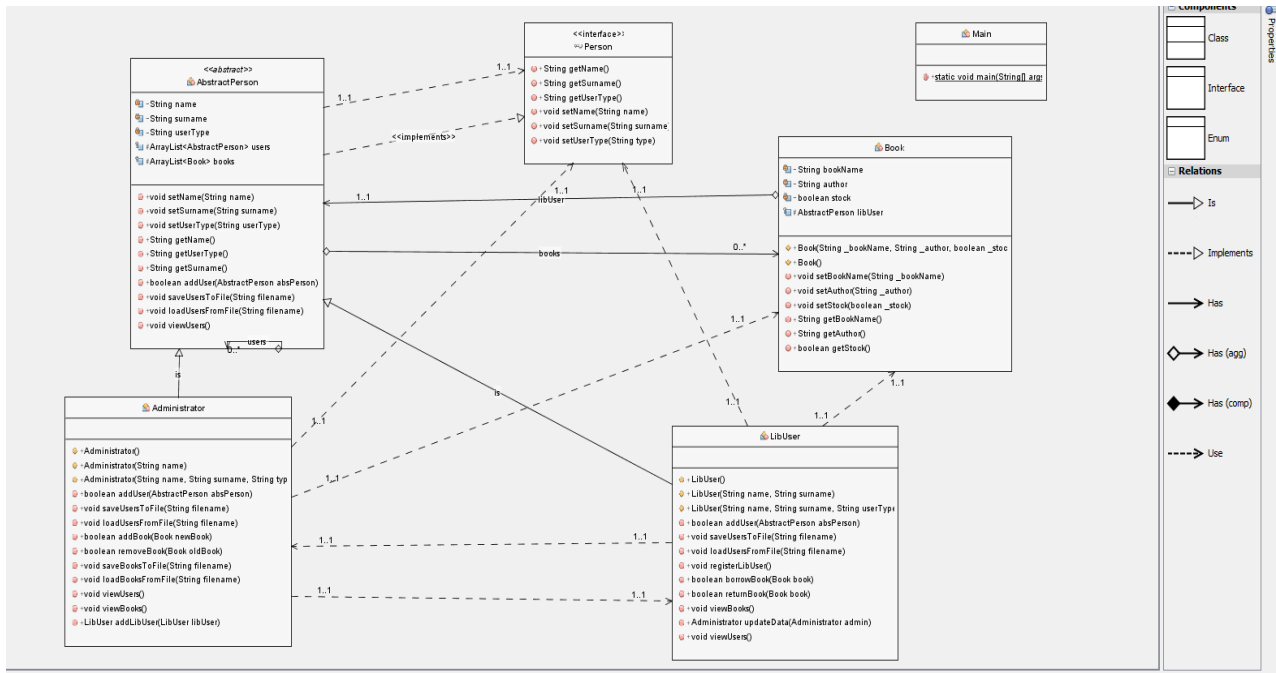 <<abstract>>
AbstractPerson
-String name
-String surname
-String userType
#ArrayList<AbstractPerson> users
#ArrayList<Book> books
+void setName(String name)
+void setSurname(String surname)
+void setUserType(String userType)
+String getName()
+String getUserType()
+String getSurname()
+boolean addUser(AbstractPerson absPerson)
+void saveUsersToFile(String filename)
+void loadUsersFromFile(String filename)
+void viewUsers()
users
0..*
is
1..1
1..1
<<implements>>
<<interface>>
Person
+String getName()
+String getSurname()
+String getUserType()
+void setName(String name)
+void setSurname(String surname)
+void setUserType(String type)
Main
+static void main(String[] args
Book
-String bookName
-String author
-boolean stock
#AbstractPerson libUser
+Book(String _bookName, String _author, boolean _stoc
+Book()
+void setBookName(String _bookName)
+void setAuthor(String _author)
+void setStock(boolean _stock)
+String getBookName()
+String getAuthor()
+boolean getStock()
1..1
libUser
1..1
1..1
books
0..*
1..1
is
1..1
1..1
1..1
1..1
1..1
Administrator
+Administrator()
+Administrator(String name)
+Administrator(String name, String surname, String typ
+boolean addUser(AbstractPerson absPerson)
+void saveUsersToFile(String filename)
+void loadUsersFromFile(String filename)
+boolean addBook(Book newBook)
+boolean removeBook(Book oldBook)
+void saveBooksToFile(String filename)
+void loadBooksFromFile(String filename)
+void viewUsers()
+void viewBooks()
+LibUser addLibUser(LibUser libUser)
1..1
1..1
1..1
1..1
LibUser
+LibUser()
+LibUser(String name, String surname)
+LibUser(String name, String surname, String userType
+boolean addUser(AbstractPerson absPerson)
+void saveUsersToFile(String filename)
+void loadUsersFromFile(String filename)
+void registerLibUser()
+boolean borrowBook(Book book)
+boolean returnBook(Book book)
+void viewBooks()
+Administrator updateData(Administrator admin)
+void viewUsers()
Components
Class
Interface
Enum
Relations
Is
Implements
Has
Has (agg)
Has (comp)
Use
Properties